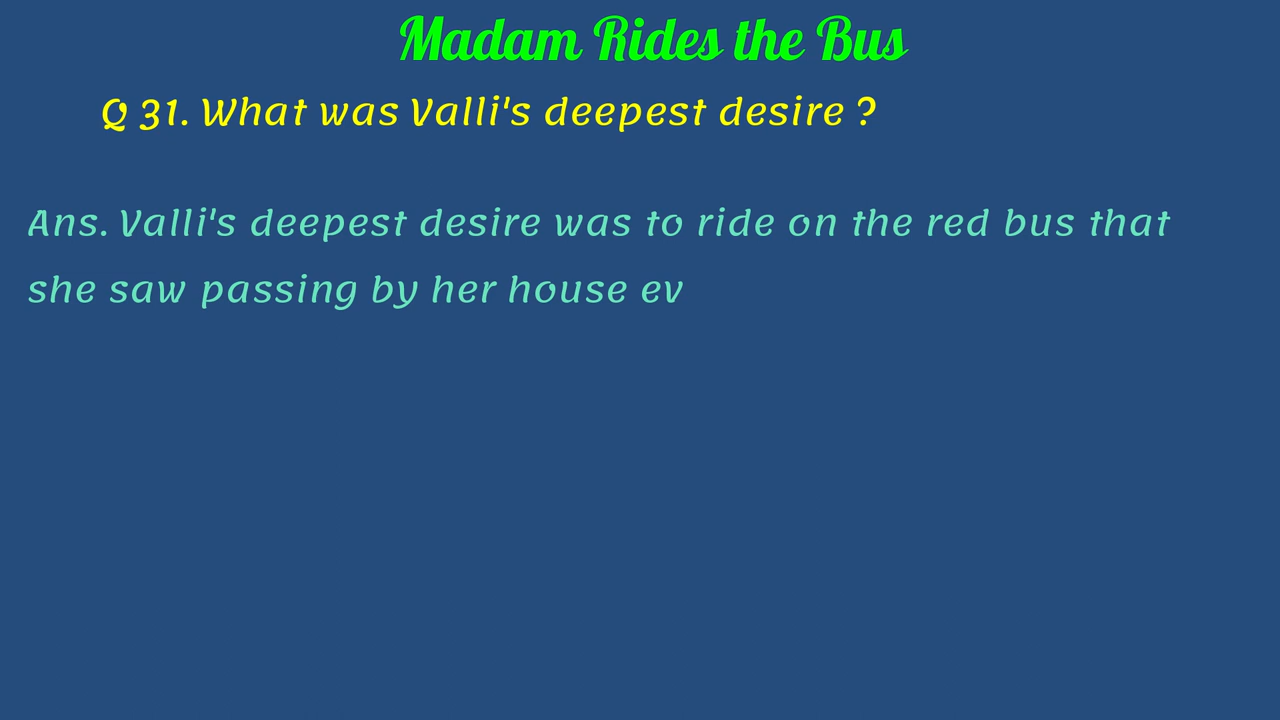 Madam Rides the Bus
Q 31. What was Valli's deepest desire ?
Ans. Valli's deepest desire was to ride on the red bus that
she saw passing by her house ev